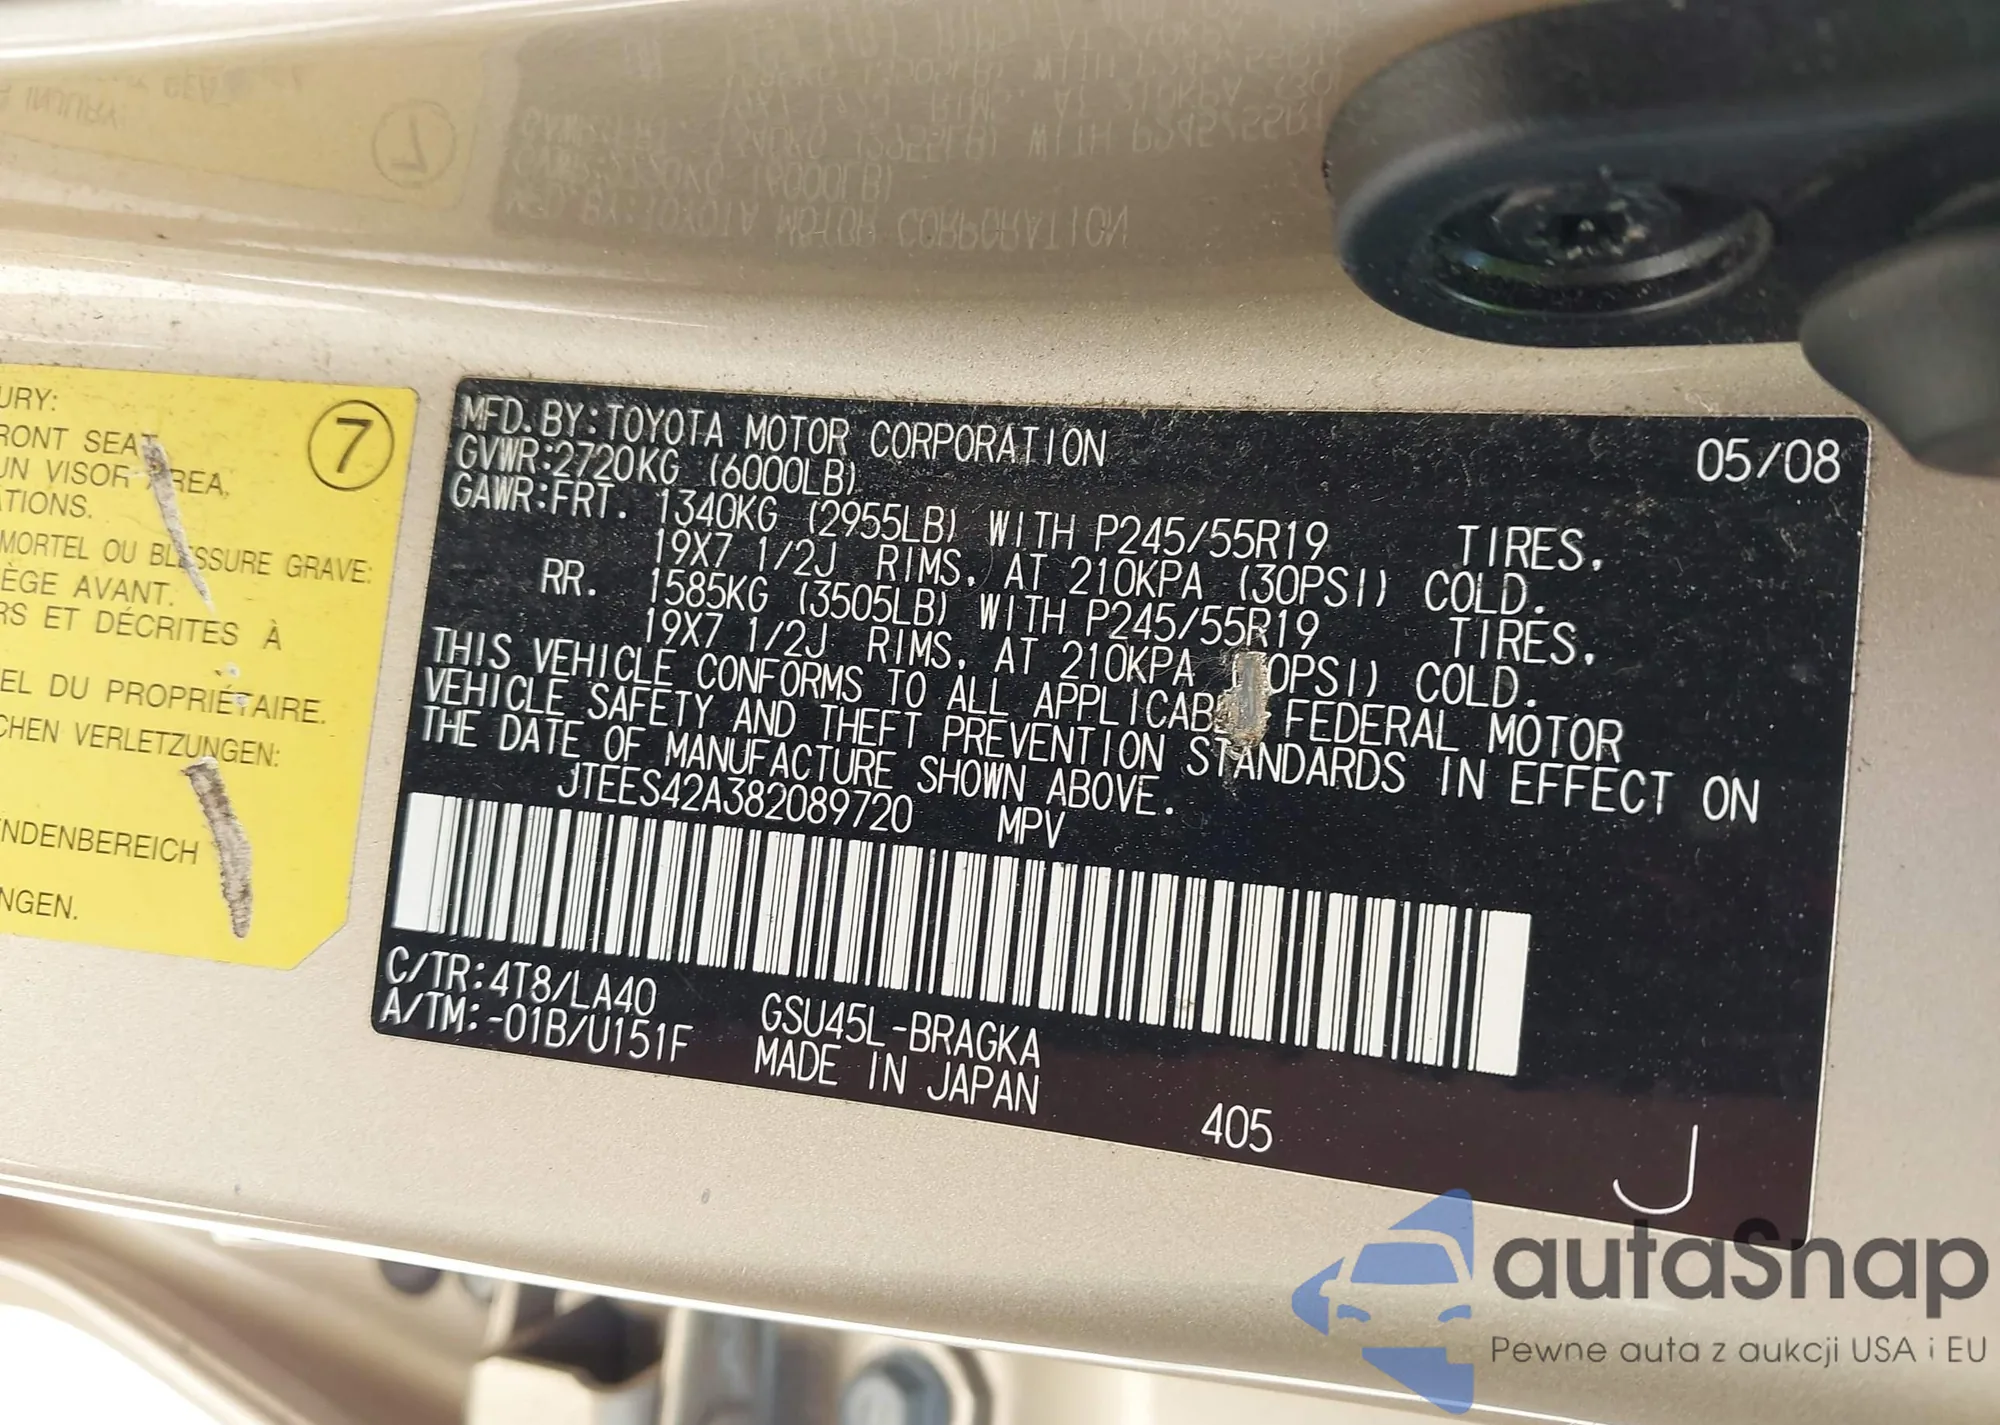 URY:
RONT SEAT
UN VISOR AREA,
ATIONS.
MORTEL OU BLESSURE GRAVE:
IÈGE AVANT.
RS ET DÉCRITES À
EL DU PROPRIÉTAIRE.
CHEN VERLETZUNGEN:
ENDENBEREICH
NGEN.
7
MFD. BY: TOYOTA MOTOR CORPORATION 05/08
GVWR: 2720KG (6000LB)
GAWR: FRT. 1340KG (2955LB) WITH P245/55R19 TIRES,
19X7 1/2J RIMS, AT 210KPA (30PSI) COLD.
RR. 1585KG (3505LB) WITH P245/55R19 TIRES,
19X7 1/2J RIMS, AT 210KPA 0PSI) COLD.
THIS VEHICLE CONFORMS TO ALL APPLICABLE FEDERAL MOTOR
VEHICLE SAFETY AND THEFT PREVENTION STANDARDS IN EFFECT ON
THE DATE OF MANUFACTURE SHOWN ABOVE.
JTEES42A382089720 MPV
C/TR: 4T8/LA40 GSU45L-BRAGKA
A/TM: -01B/U151F MADE IN JAPAN
405
J
autaSnap
Pewne auta z aukcji USA i EU